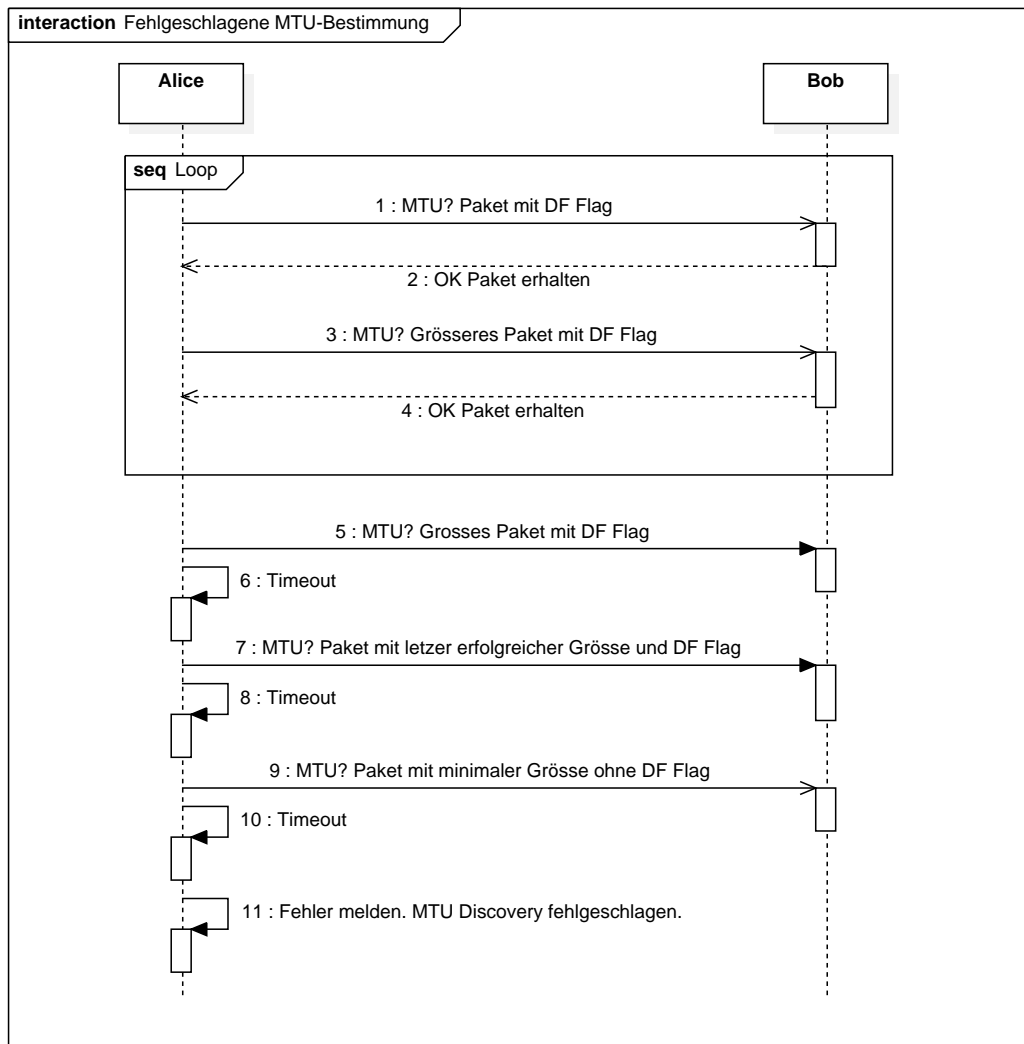 interaction Fehlgeschlagene MTU-Bestimmung
Alice
Bob
seq Loop
1 : MTU? Paket mit DF Flag
2 : OK Paket erhalten
3 : MTU? Grösseres Paket mit DF Flag
4 : OK Paket erhalten
5 : MTU? Grosses Paket mit DF Flag
6 : Timeout
7 : MTU? Paket mit letzer erfolgreicher Grösse und DF Flag
8 : Timeout
9 : MTU? Paket mit minimaler Grösse ohne DF Flag
10 : Timeout
11 : Fehler melden. MTU Discovery fehlgeschlagen.